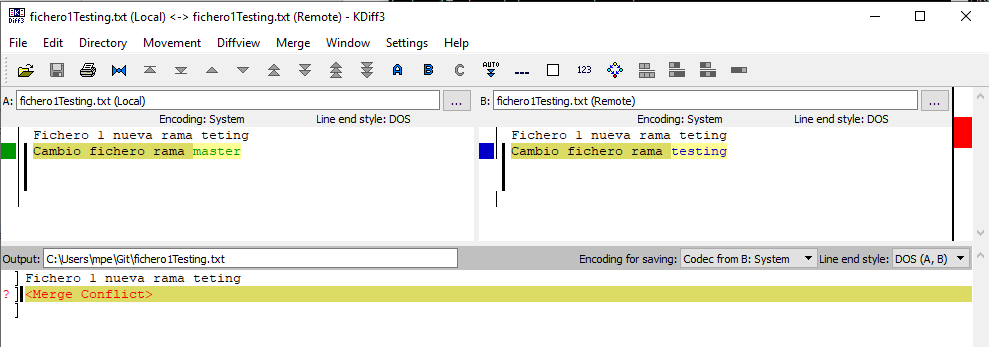 fichero1Testing.txt (Local) <-> fichero1Testing.txt (Remote) - KDiff3
File Edit Directory Movement Diffview Merge Window Settings Help
A B C AUTO 123
A: fichero1Testing.txt (Local) ... B: fichero1Testing.txt (Remote) ...
Encoding: System Line end style: DOS Encoding: System Line end style: DOS
Fichero 1 nueva rama teting
Cambio fichero rama master
Fichero 1 nueva rama teting
Cambio fichero rama testing
Output: C:\Users\mpe\Git\fichero1Testing.txt Encoding for saving: Codec from B: System Line end style: DOS (A, B)
Fichero 1 nueva rama teting
? <Merge Conflict>